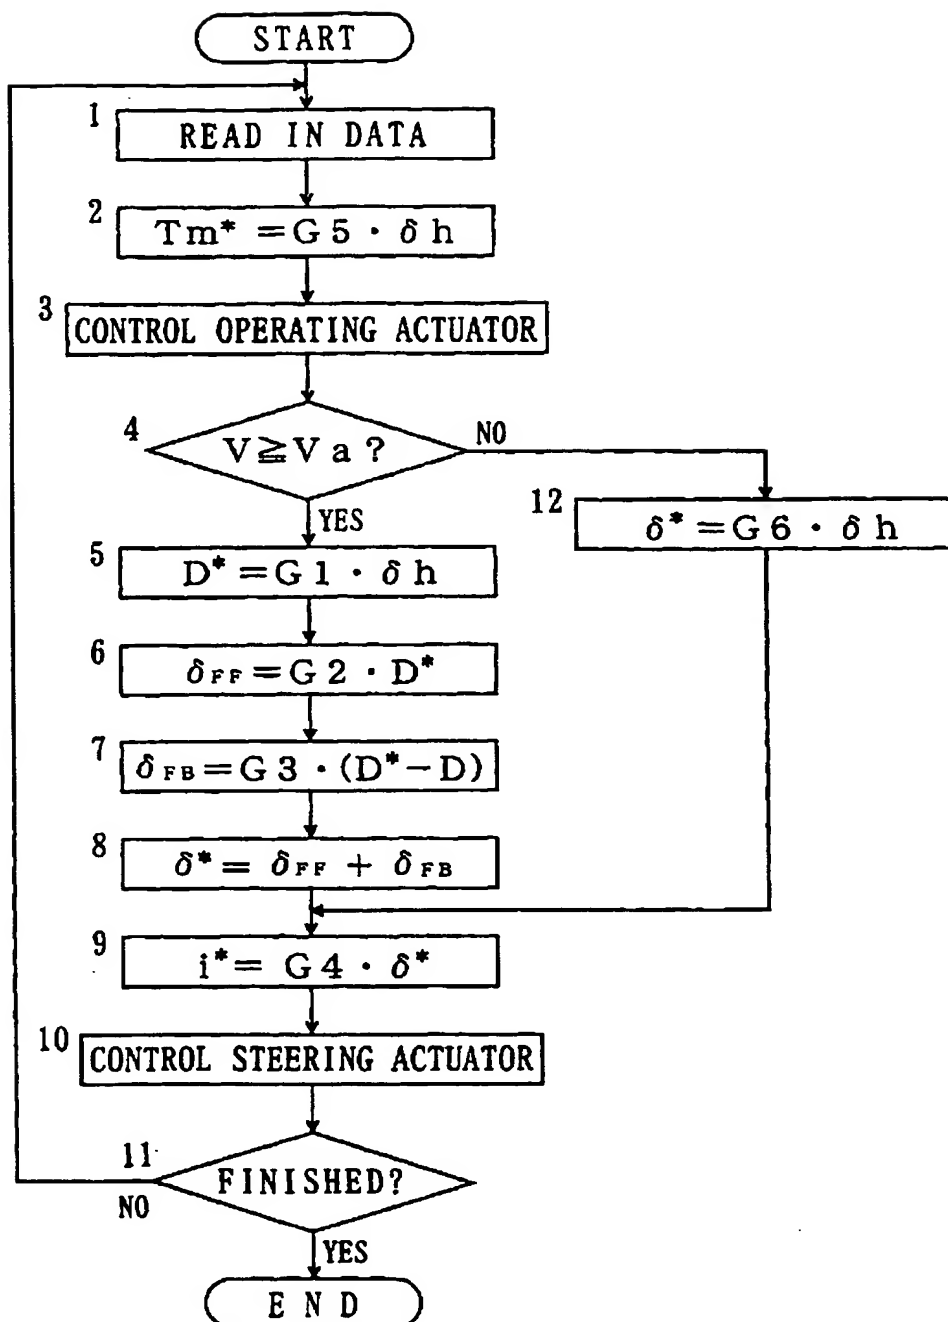 START
1
READ IN DATA
2
Tm* = G5 · δh
3
CONTROL OPERATING ACTUATOR
4
V ≧ Va ?
NO
YES
12
δ* = G6 · δh
5
D* = G1 · δh
6
δFF = G2 · D*
7
δFB = G3 · (D* − D)
8
δ* = δFF + δFB
9
i* = G4 · δ*
10
CONTROL STEERING ACTUATOR
11
FINISHED?
NO
YES
END